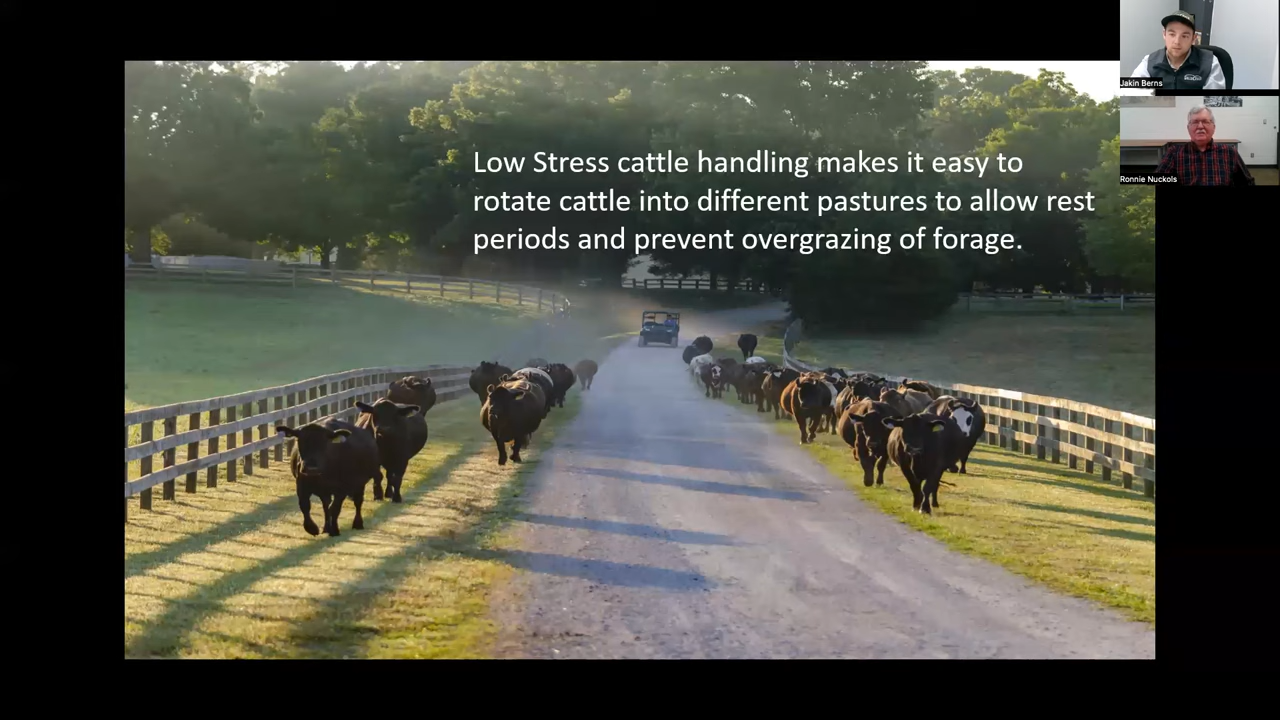 Low Stress cattle handling makes it easy to
rotate cattle into different pastures to allow rest
periods and prevent overgrazing of forage.
Jakin Berns
Ronnie Nuckols